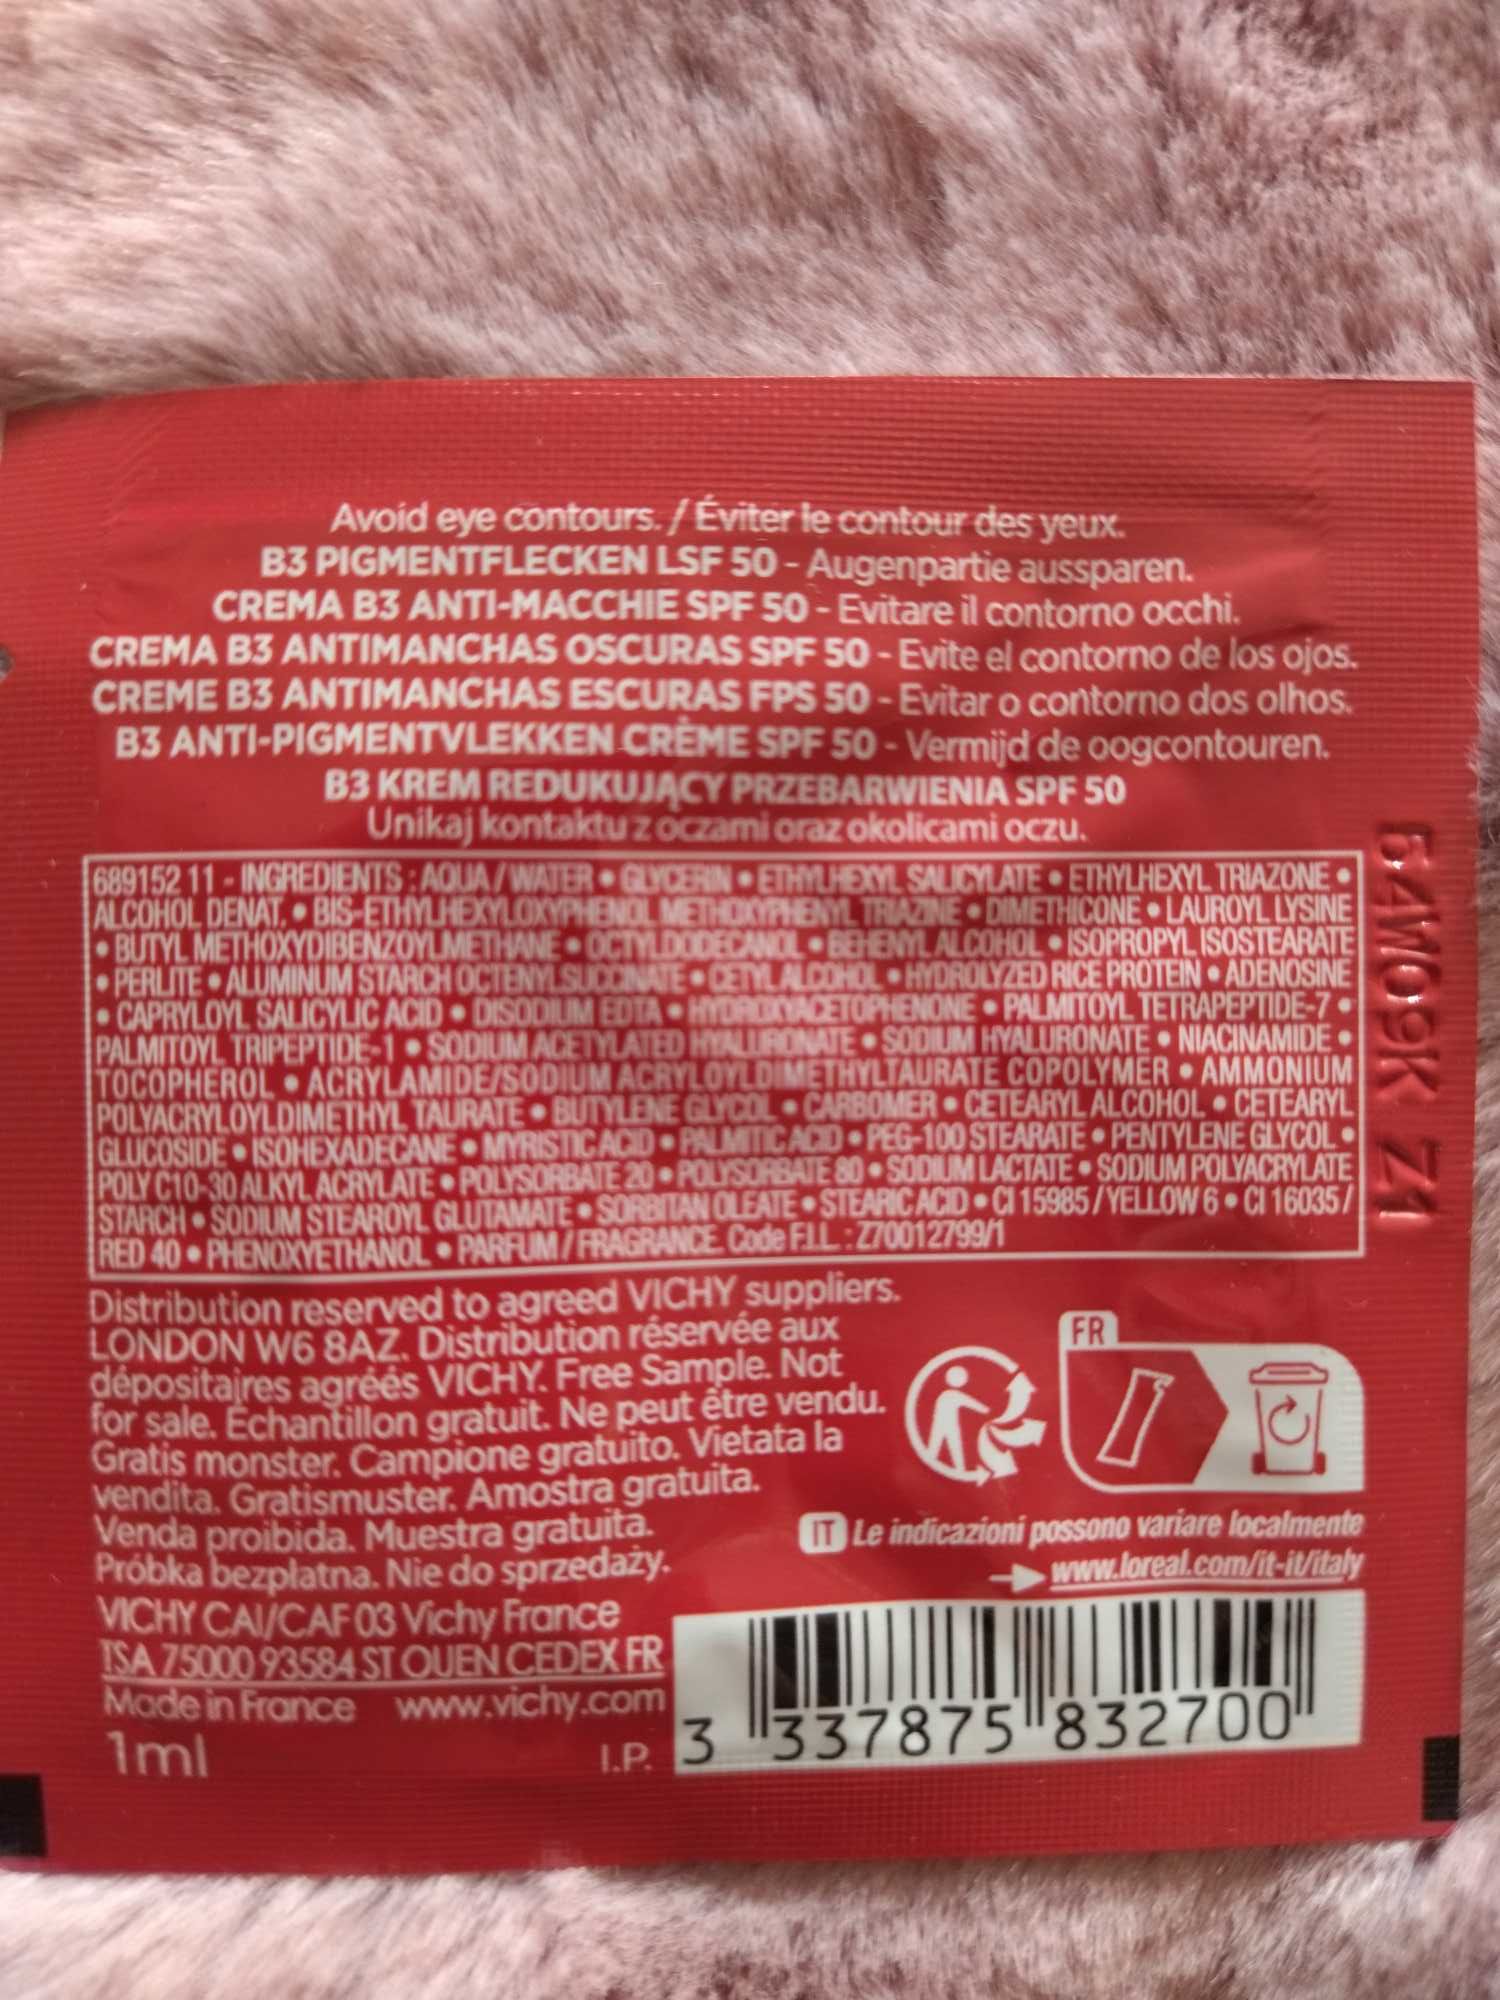 Avoid eye contours. / Éviter le contour des yeux.
B3 PIGMENTFLECKEN LSF 50 - Augenpartie aussparen.
CREMA B3 ANTI-MACCHIE SPF 50 - Evitare il contorno occhi.
CREMA B3 ANTIMANCHAS OSCURAS SPF 50 - Evite el contorno de los ojos.
CREME B3 ANTIMANCHAS ESCURAS FPS 50 - Evitar o contorno dos olhos.
B3 ANTI-PIGMENTVLEKKEN CRÈME SPF 50 - Vermijd de oogcontouren.
B3 KREM REDUKUJĄCY PRZEBARWIENIA SPF 50
Unikaj kontaktu z oczami oraz okolicami oczu.
689152 11 - INGREDIENTS : AQUA / WATER • GLYCERIN • ETHYLHEXYL SALICYLATE • ETHYLHEXYL TRIAZONE •
ALCOHOL DENAT. • BIS-ETHYLHEXYLOXYPHENOL METHOXYPHENYL TRIAZINE • DIMETHICONE • LAUROYL LYSINE
• BUTYL METHOXYDIBENZOYLMETHANE • OCTYLDODECANOL • BEHENYL ALCOHOL • ISOPROPYL ISOSTEARATE
• PERLITE • ALUMINUM STARCH OCTENYLSUCCINATE • CETYL ALCOHOL • HYDROLYZED RICE PROTEIN • ADENOSINE
• CAPRYLOYL SALICYLIC ACID • DISODIUM EDTA • HYDROXYACETOPHENONE • PALMITOYL TETRAPEPTIDE-7 •
PALMITOYL TRIPEPTIDE-1 • SODIUM ACETYLATED HYALURONATE • SODIUM HYALURONATE • NIACINAMIDE •
TOCOPHEROL • ACRYLAMIDE/SODIUM ACRYLOYLDIMETHYLTAURATE COPOLYMER • AMMONIUM
POLYACRYLOYLDIMETHYL TAURATE • BUTYLENE GLYCOL • CARBOMER • CETEARYL ALCOHOL • CETEARYL
GLUCOSIDE • ISOHEXADECANE • MYRISTIC ACID • PALMITIC ACID • PEG-100 STEARATE • PENTYLENE GLYCOL •
POLY C10-30 ALKYL ACRYLATE • POLYSORBATE 20 • POLYSORBATE 80 • SODIUM LACTATE • SODIUM POLYACRYLATE
STARCH • SODIUM STEAROYL GLUTAMATE • SORBITAN OLEATE • STEARIC ACID • CI 15985 / YELLOW 6 • CI 16035 /
RED 40 • PHENOXYETHANOL • PARFUM / FRAGRANCE. Code F.I.L. : Z70012799/1
54W09K Z1
Distribution reserved to agreed VICHY suppliers.
LONDON W6 8AZ. Distribution réservée aux
dépositaires agréés VICHY. Free Sample. Not
for sale. Échantillon gratuit. Ne peut être vendu.
Gratis monster. Campione gratuito. Vietata la
vendita. Gratismuster. Amostra gratuita.
Venda proibida. Muestra gratuita.
Próbka bezpłatna. Nie do sprzedaży.
VICHY CAI/CAF 03 Vichy France
TSA 75000 93584 ST OUEN CEDEX FR
Made in France www.vichy.com
1ml I.P.
FR
IT Le indicazioni possono variare localmente
www.loreal.com/it-it/italy
3 337875 832700